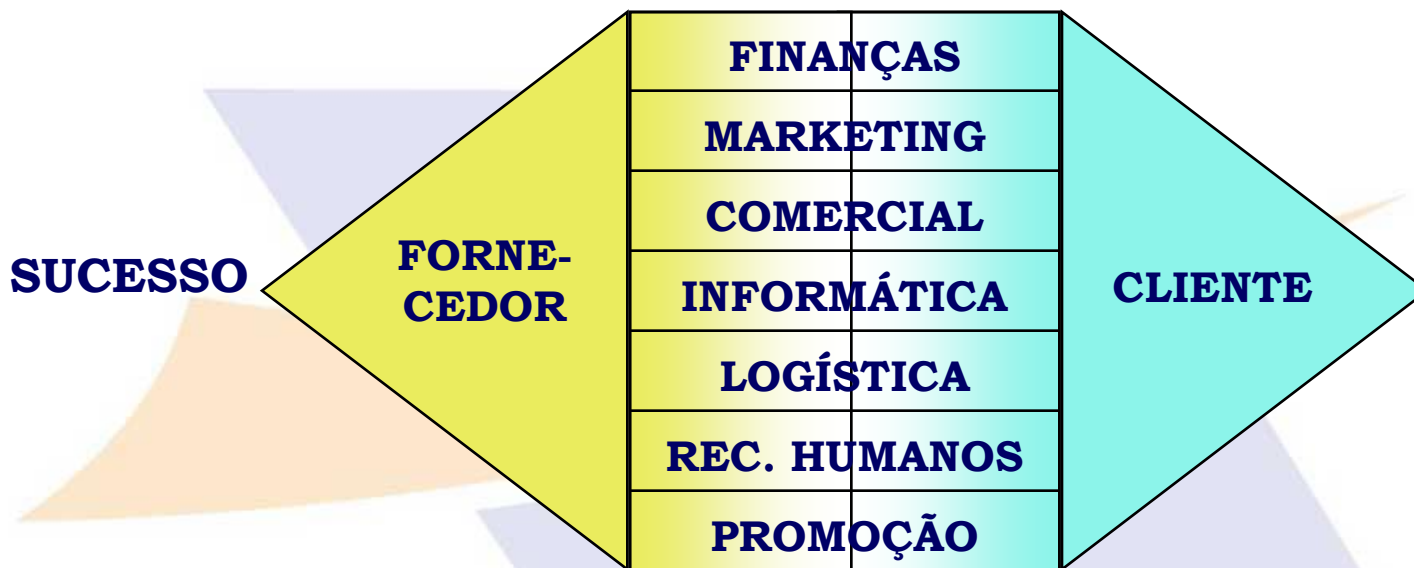 SUCESSO
FORNE-
CEDOR
FINANÇAS
MARKETING
COMERCIAL
INFORMÁTICA
LOGÍSTICA
REC. HUMANOS
PROMOÇÃO
CLIENTE